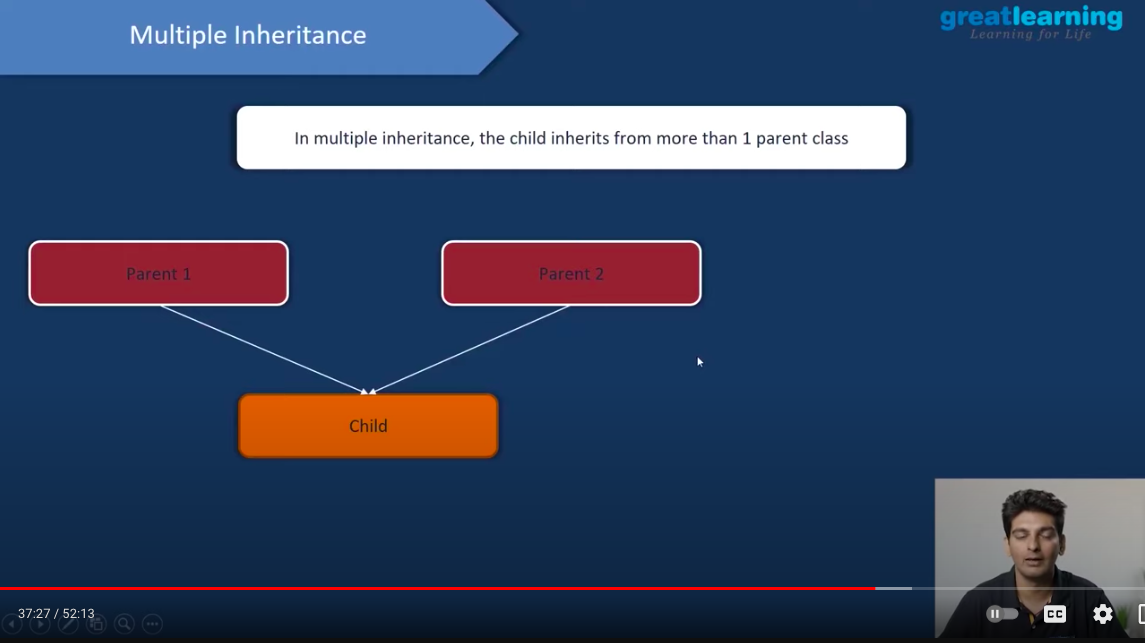 Multiple Inheritance
greatlearning
Learning for Life
In multiple inheritance, the child inherits from more than 1 parent class
Parent 1
Parent 2
Child
37:27 / 52:13
CC